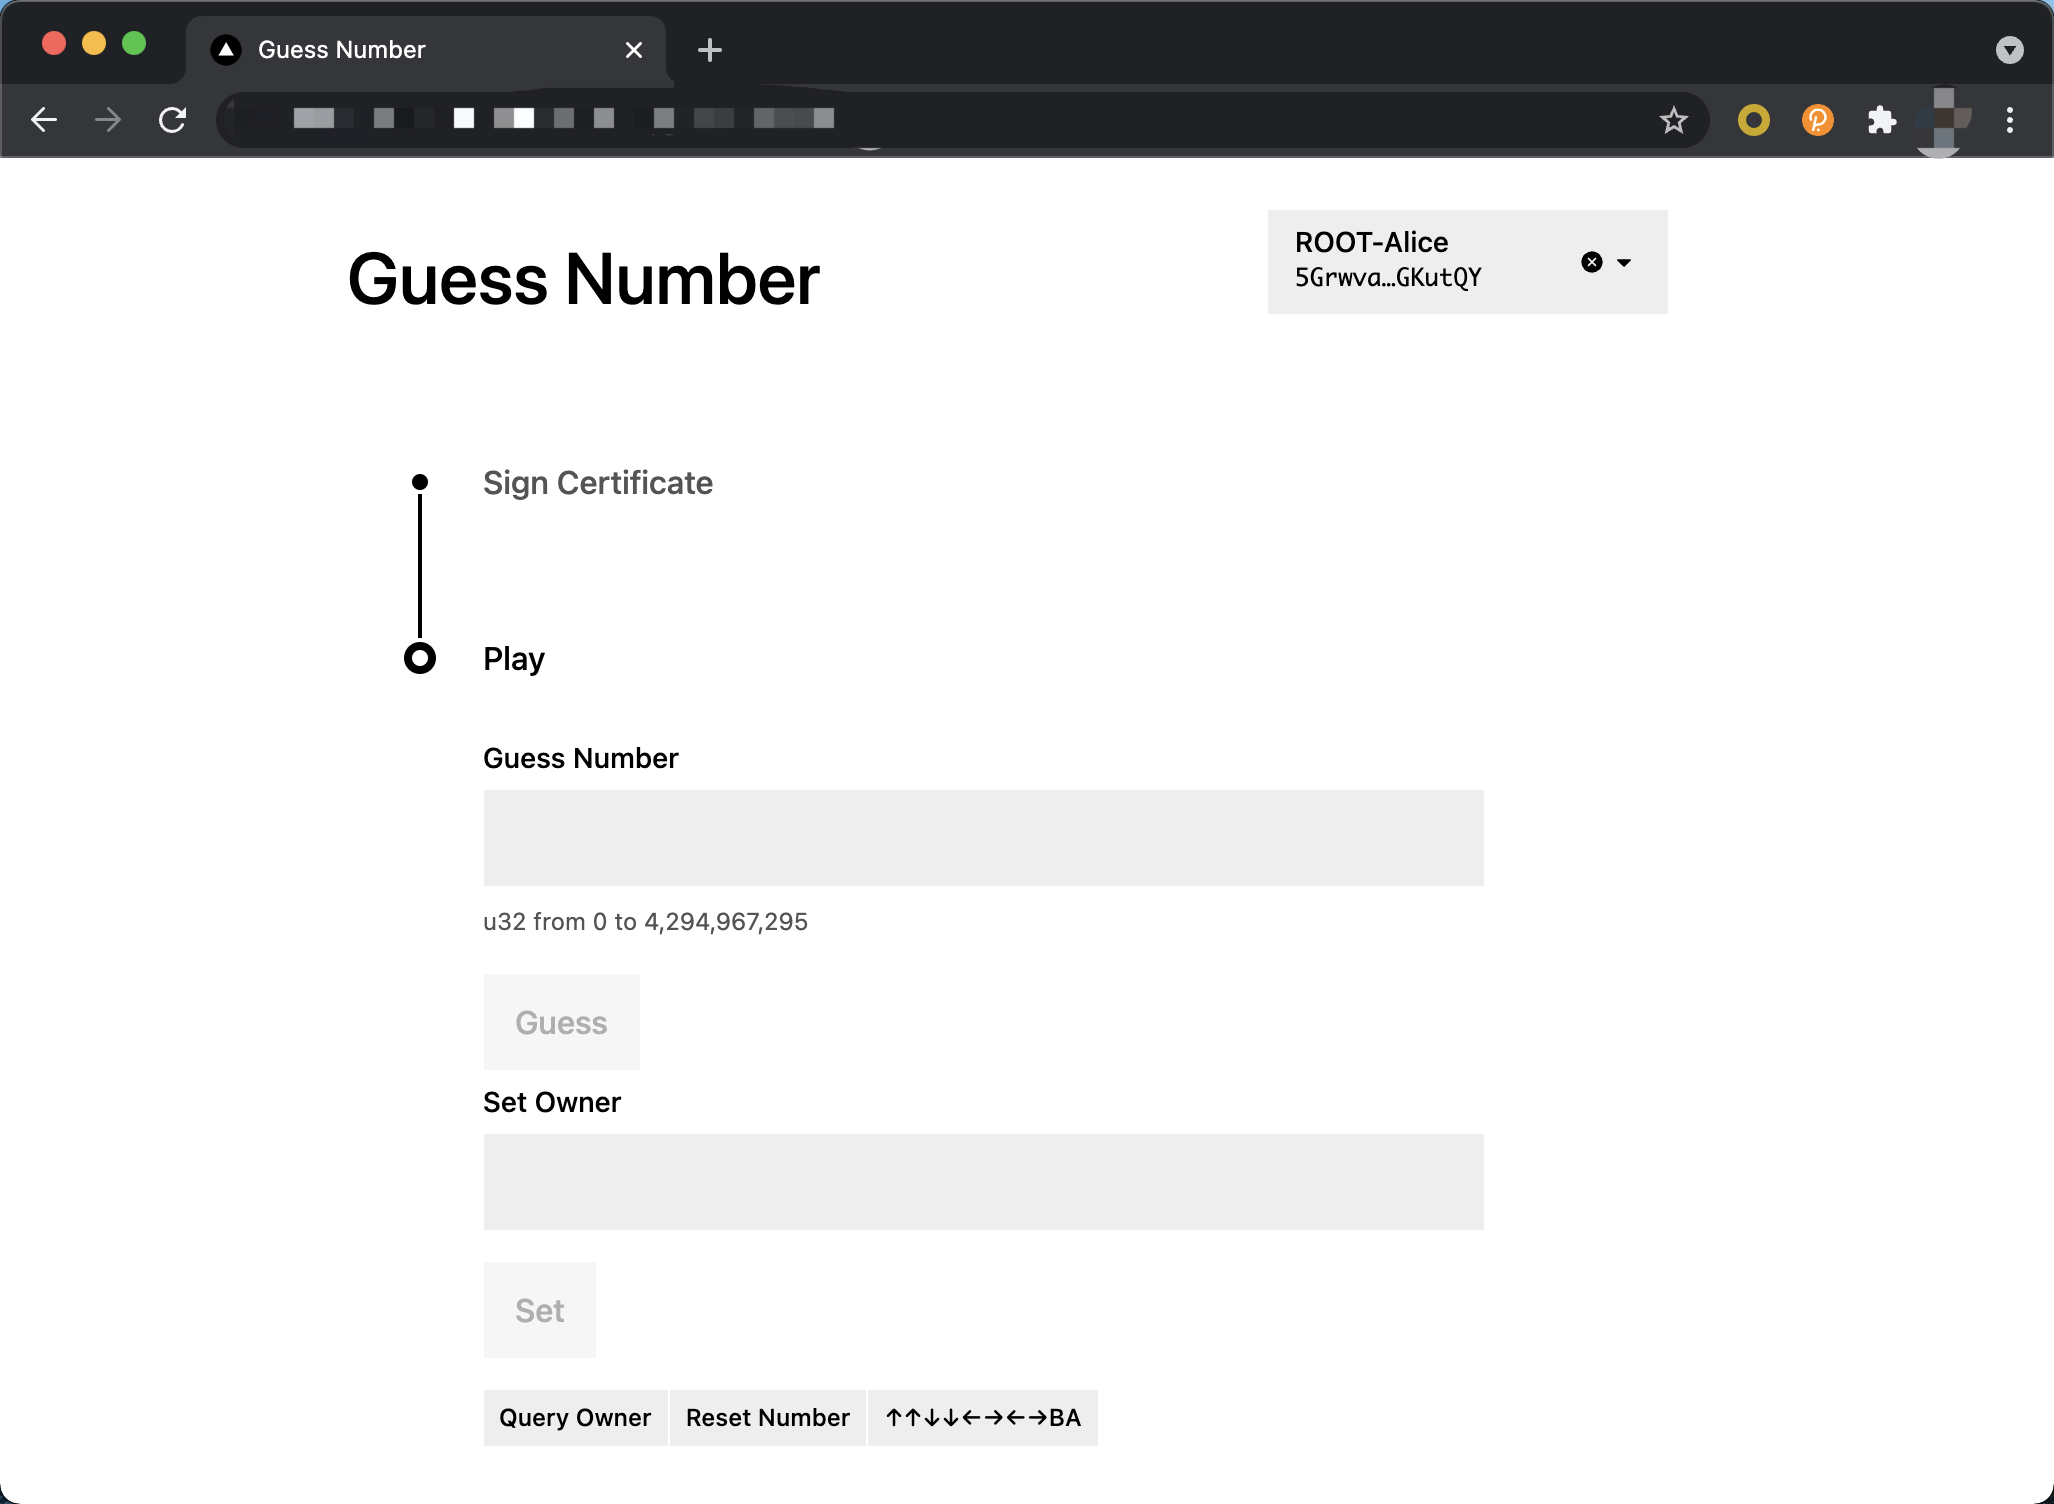 Guess Number
Guess Number
ROOT-Alice
5Grwva…GKutQY
Sign Certificate
Play
Guess Number
u32 from 0 to 4,294,967,295
Guess
Set Owner
Set
Query Owner
Reset Number
↑↑↓↓←→←→BA